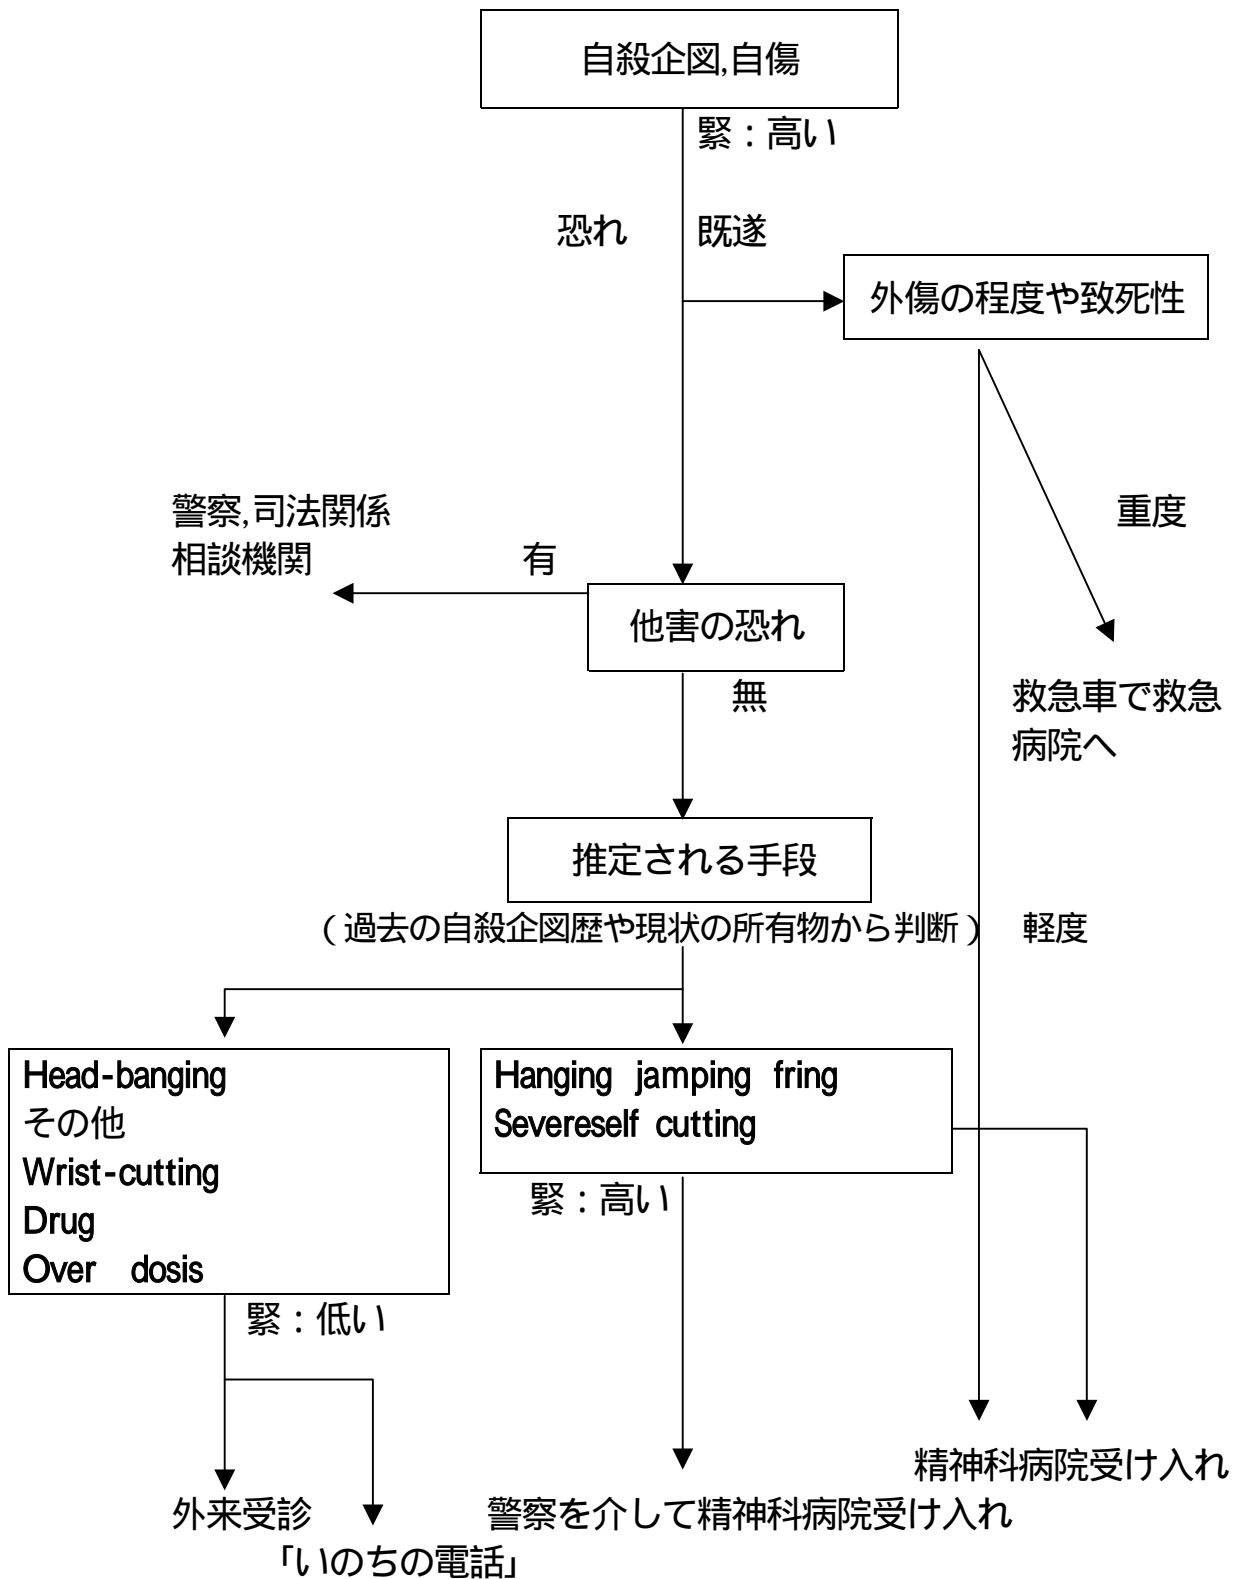 自殺企図,自傷
緊：高い
恐れ
既遂
外傷の程度や致死性
警察,司法関係
相談機関
有
重度
他害の恐れ
無
救急車で救急
病院へ
推定される手段
（過去の自殺企図歴や現状の所有物から判断）
軽度
Head-banging
その他
Wrist-cutting
Drug
Over dosis
Hanging jamping fring
Severeself cutting
緊：高い
緊：低い
精神科病院受け入れ
外来受診
警察を介して精神科病院受け入れ
「いのちの電話」